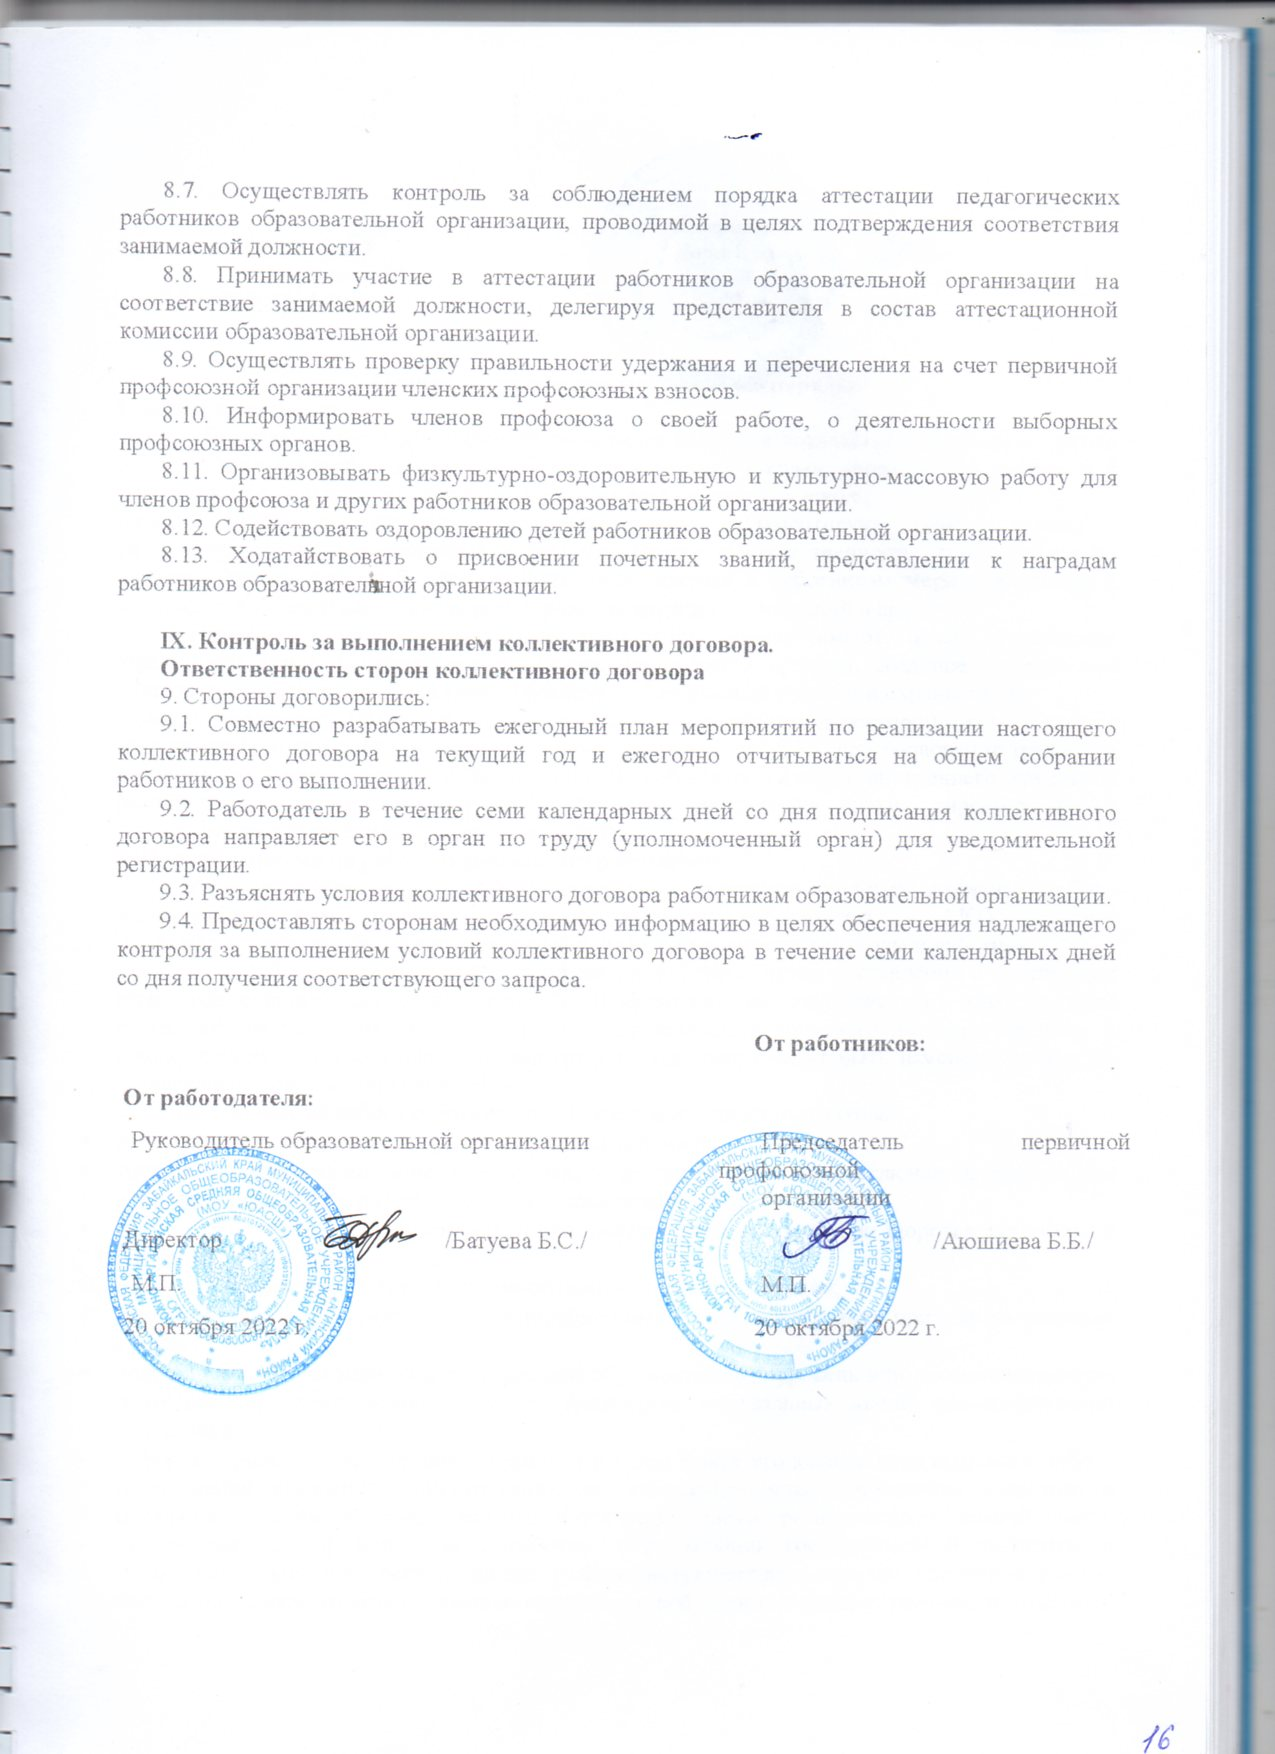 8.7. Осуществлять контроль за соблюдением порядка аттестации педагогических
работников образовательной организации, проводимой в целях подтверждения соответствия
занимаемой должности.
8.8. Принимать участие в аттестации работников образовательной организации на
соответствие занимаемой должности, делегируя представителя в состав аттестационной
комиссии образовательной организации.
8.9. Осуществлять проверку правильности удержания и перечисления на счет первичной
профсоюзной организации членских профсоюзных взносов.
8.10. Информировать членов профсоюза о своей работе, о деятельности выборных
профсоюзных органов.
8.11. Организовывать физкультурно-оздоровительную и культурно-массовую работу для
членов профсоюза и других работников образовательной организации.
8.12. Содействовать оздоровлению детей работников образовательной организации.
8.13. Ходатайствовать о присвоении почетных званий, представлении к наградам
работников образовательной организации.
IX. Контроль за выполнением коллективного договора.
Ответственность сторон коллективного договора
9. Стороны договорились:
9.1. Совместно разрабатывать ежегодный план мероприятий по реализации настоящего
коллективного договора на текущий год и ежегодно отчитываться на общем собрании
работников о его выполнении.
9.2. Работодатель в течение семи календарных дней со дня подписания коллективного
договора направляет его в орган по труду (уполномоченный орган) для уведомительной
регистрации.
9.3. Разъяснять условия коллективного договора работникам образовательной организации.
9.4. Предоставлять сторонам необходимую информацию в целях обеспечения надлежащего
контроля за выполнением условий коллективного договора в течение семи календарных дней
со дня получения соответствующего запроса.
От работников:
От работодателя:
Руководитель образовательной организации
Директор /Батуева Б.С./
М.П.
20 октября 2022 г.
Председатель первичной
профсоюзной
организации
/Аюшиева Б.Б./
М.П.
20 октября 2022 г.
16